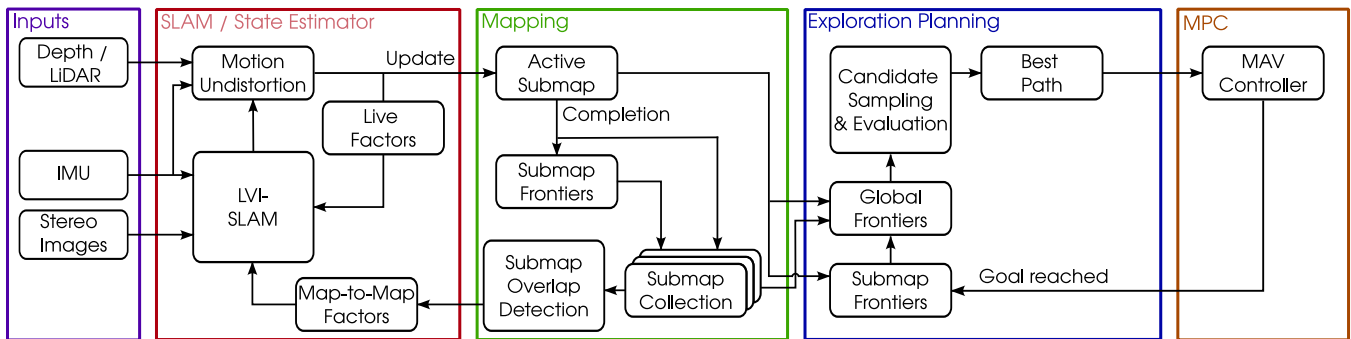 Inputs
Depth /
LiDAR
IMU
Stereo
Images
SLAM / State Estimator
Motion
Undistortion
Update
Live
Factors
LVI-
SLAM
Map-to-Map
Factors
Mapping
Active
Submap
Completion
Submap
Frontiers
Submap
Overlap
Detection
Submap
Collection
Exploration Planning
Candidate
Sampling
& Evaluation
Best
Path
Global
Frontiers
Submap
Frontiers
Goal reached
MPC
MAV
Controller